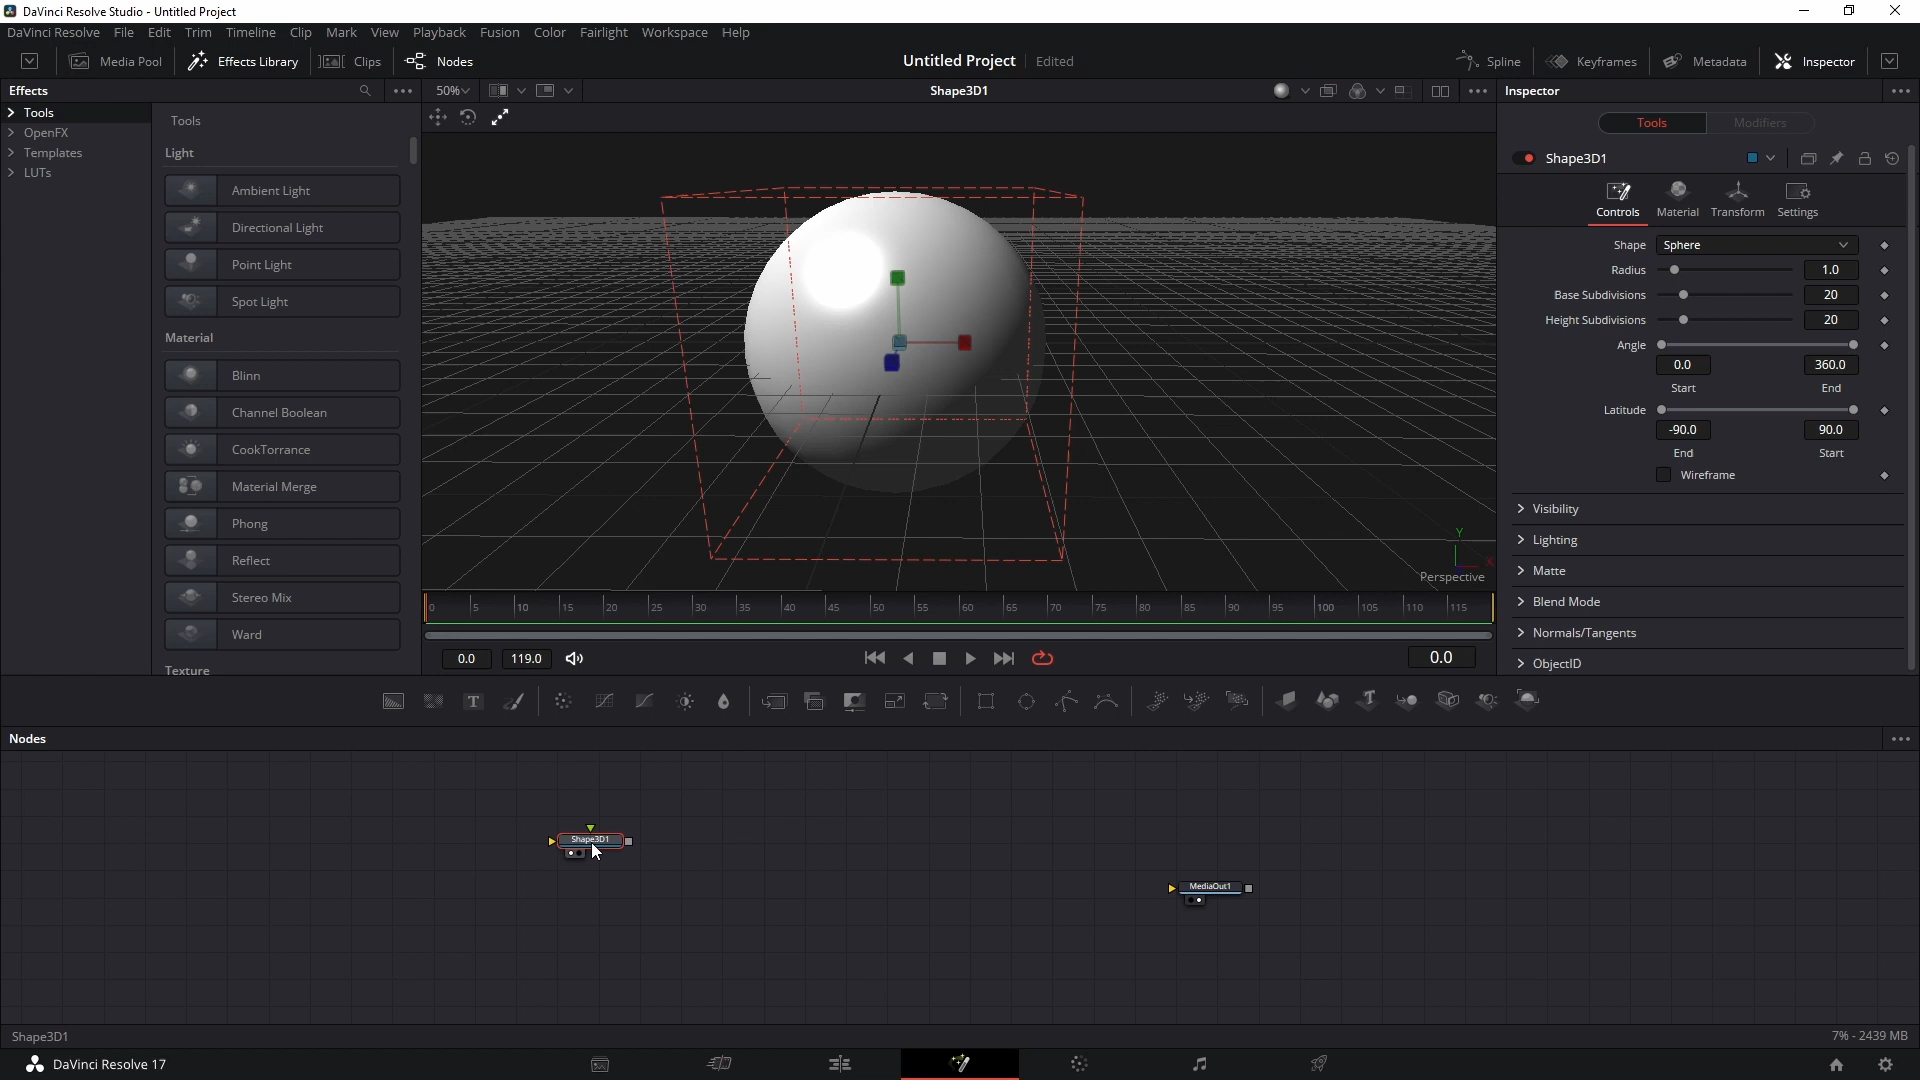 DaVinci Resolve Studio - Untitled Project
DaVinci Resolve File Edit Trim Timeline Clip Mark View Playback Fusion Color Fairlight Workspace Help
Media Pool Effects Library Clips Nodes Untitled Project Edited Spline Keyframes Metadata Inspector
Effects 50% Shape3D1 Inspector
Tools
OpenFX
Templates
LUTs
Tools
Light
Ambient Light
Directional Light
Point Light
Spot Light
Material
Blinn
Channel Boolean
CookTorrance
Material Merge
Phong
Reflect
Stereo Mix
Ward
Texture
Y
X
Perspective
0 5 10 15 20 25 30 35 40 45 50 55 60 65 70 75 80 85 90 95 100 105 110 115
0.0 119.0 0.0
Tools Modifiers
Shape3D1
Controls Material Transform Settings
Shape Sphere
Radius 1.0
Base Subdivisions 20
Height Subdivisions 20
Angle
0.0 360.0
Start End
Latitude
-90.0 90.0
End Start
Wireframe
Visibility
Lighting
Matte
Blend Mode
Normals/Tangents
ObjectID
Nodes
Shape3D1
MediaOut1
Shape3D1 7% - 2439 MB
DaVinci Resolve 17